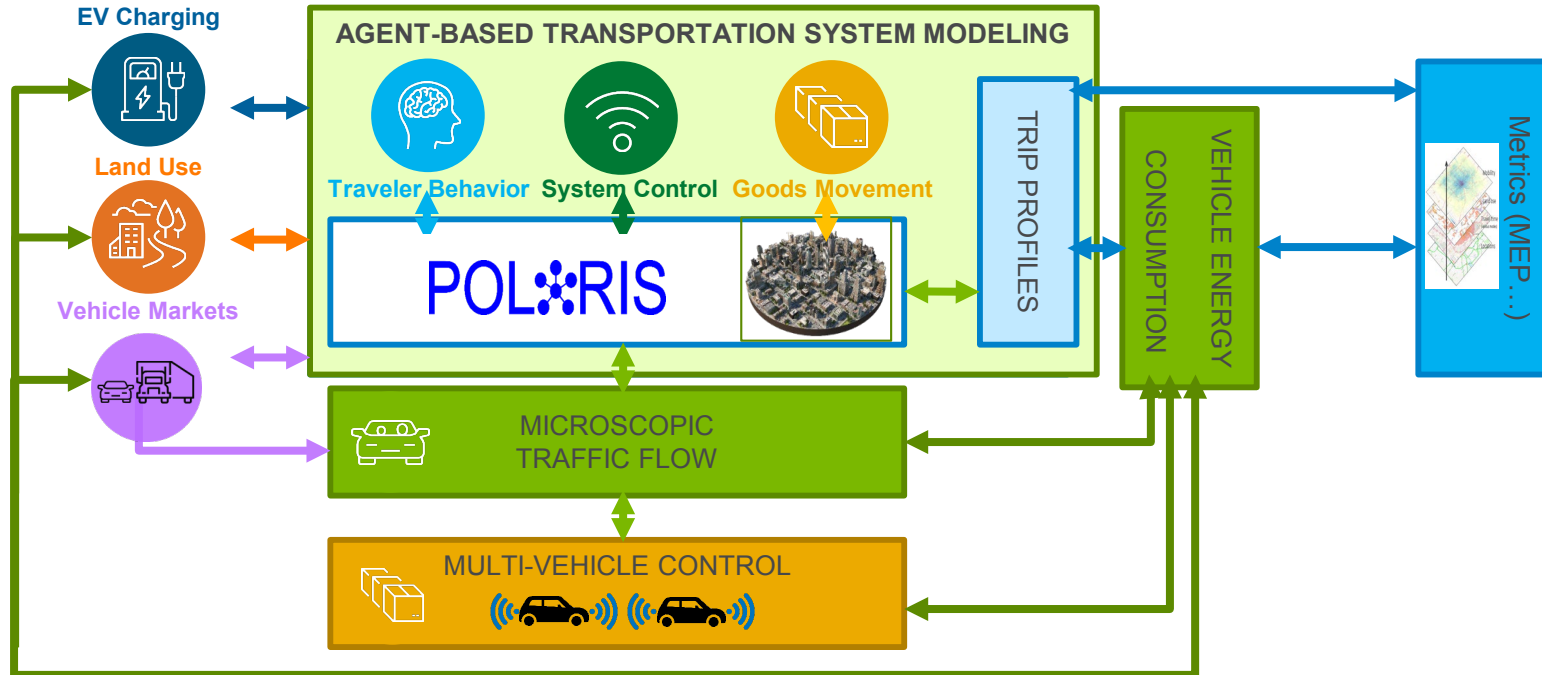 EV Charging
Land Use
Vehicle Markets
AGENT-BASED TRANSPORTATION SYSTEM MODELING
Traveler Behavior
System Control
Goods Movement
POLARIS
TRIP PROFILES
VEHICLE ENERGY
CONSUMPTION
Metrics (MEP…)
Mobility
MICROSCOPIC
TRAFFIC FLOW
MULTI-VEHICLE CONTROL